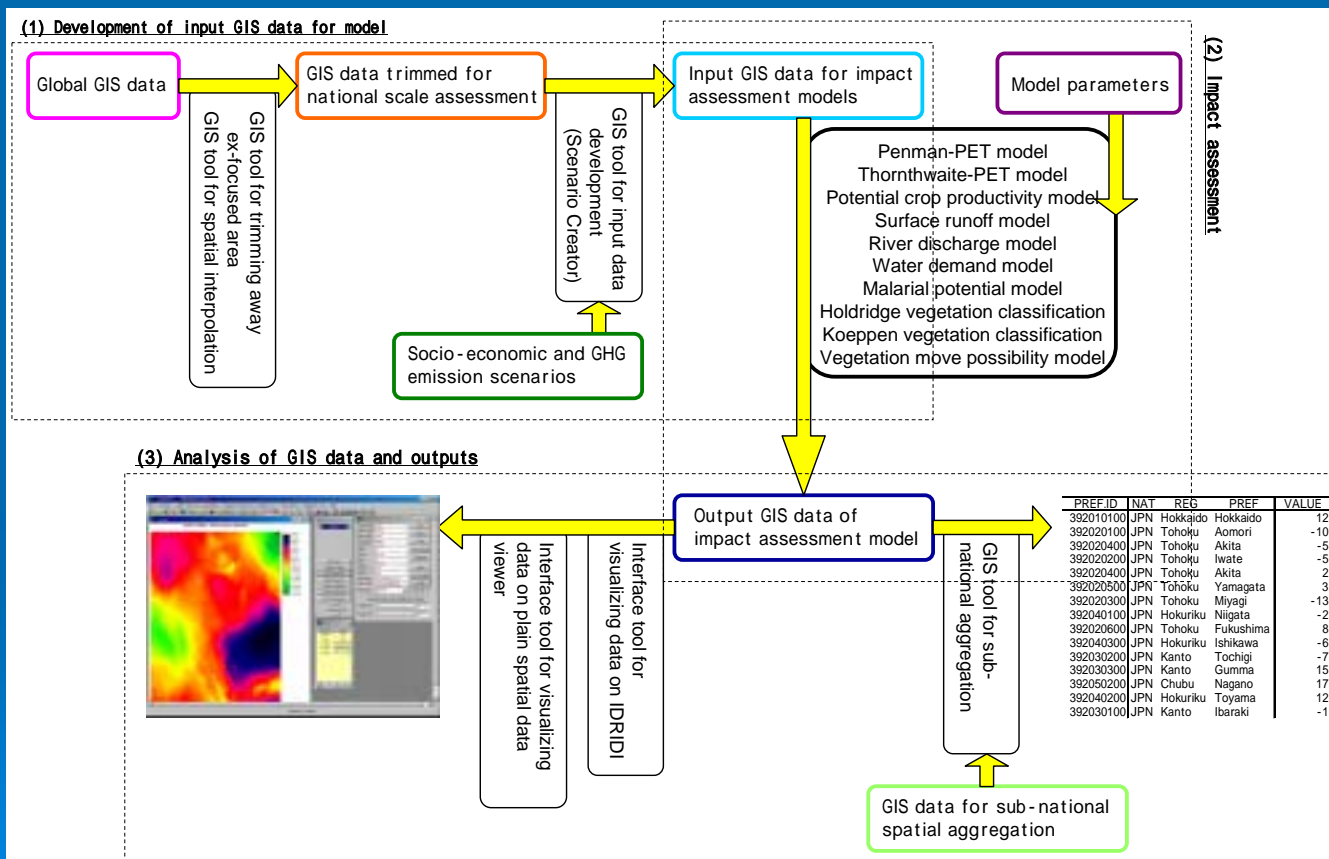 (1) Development of input GIS data for model
(2) Impact assessment
Global GIS data
GIS data trimmed for
national scale assessment
Input GIS data for impact
assessment models
Model parameters
GIS tool for trimming away
ex-focused area
GIS tool for spatial interpolation
GIS tool for input data
development
(Scenario Creator)
Socio-economic and GHG
emission scenarios
Penman-PET model
Thornthwaite-PET model
Potential crop productivity model
Surface runoff model
River discharge model
Water demand model
Malarial potential model
Holdridge vegetation classification
Koeppen vegetation classification
Vegetation move possibility model
(3) Analysis of GIS data and outputs
Output GIS data of
impact assessment model
Interface tool for visualizing
data on plain spatial data
viewer
Interface tool for
visualizing data on IDRIDI
GIS tool for sub-
national aggregation
GIS data for sub-national
spatial aggregation
PREF.ID NAT REG PREF VALUE
392010100 JPN Hokkaido Hokkaido 12
392020100 JPN Tohoku Aomori -10
392020400 JPN Tohoku Akita -5
392020200 JPN Tohoku Iwate -5
392020400 JPN Tohoku Akita 2
392020500 JPN Tohoku Yamagata 3
392020300 JPN Tohoku Miyagi -13
392040100 JPN Hokuriku Niigata -2
392020600 JPN Tohoku Fukushima 8
392040300 JPN Hokuriku Ishikawa -6
392030200 JPN Kanto Tochigi -7
392030300 JPN Kanto Gumma 15
392050200 JPN Chubu Nagano 17
392040200 JPN Hokuriku Toyama 12
392030100 JPN Kanto Ibaraki -1